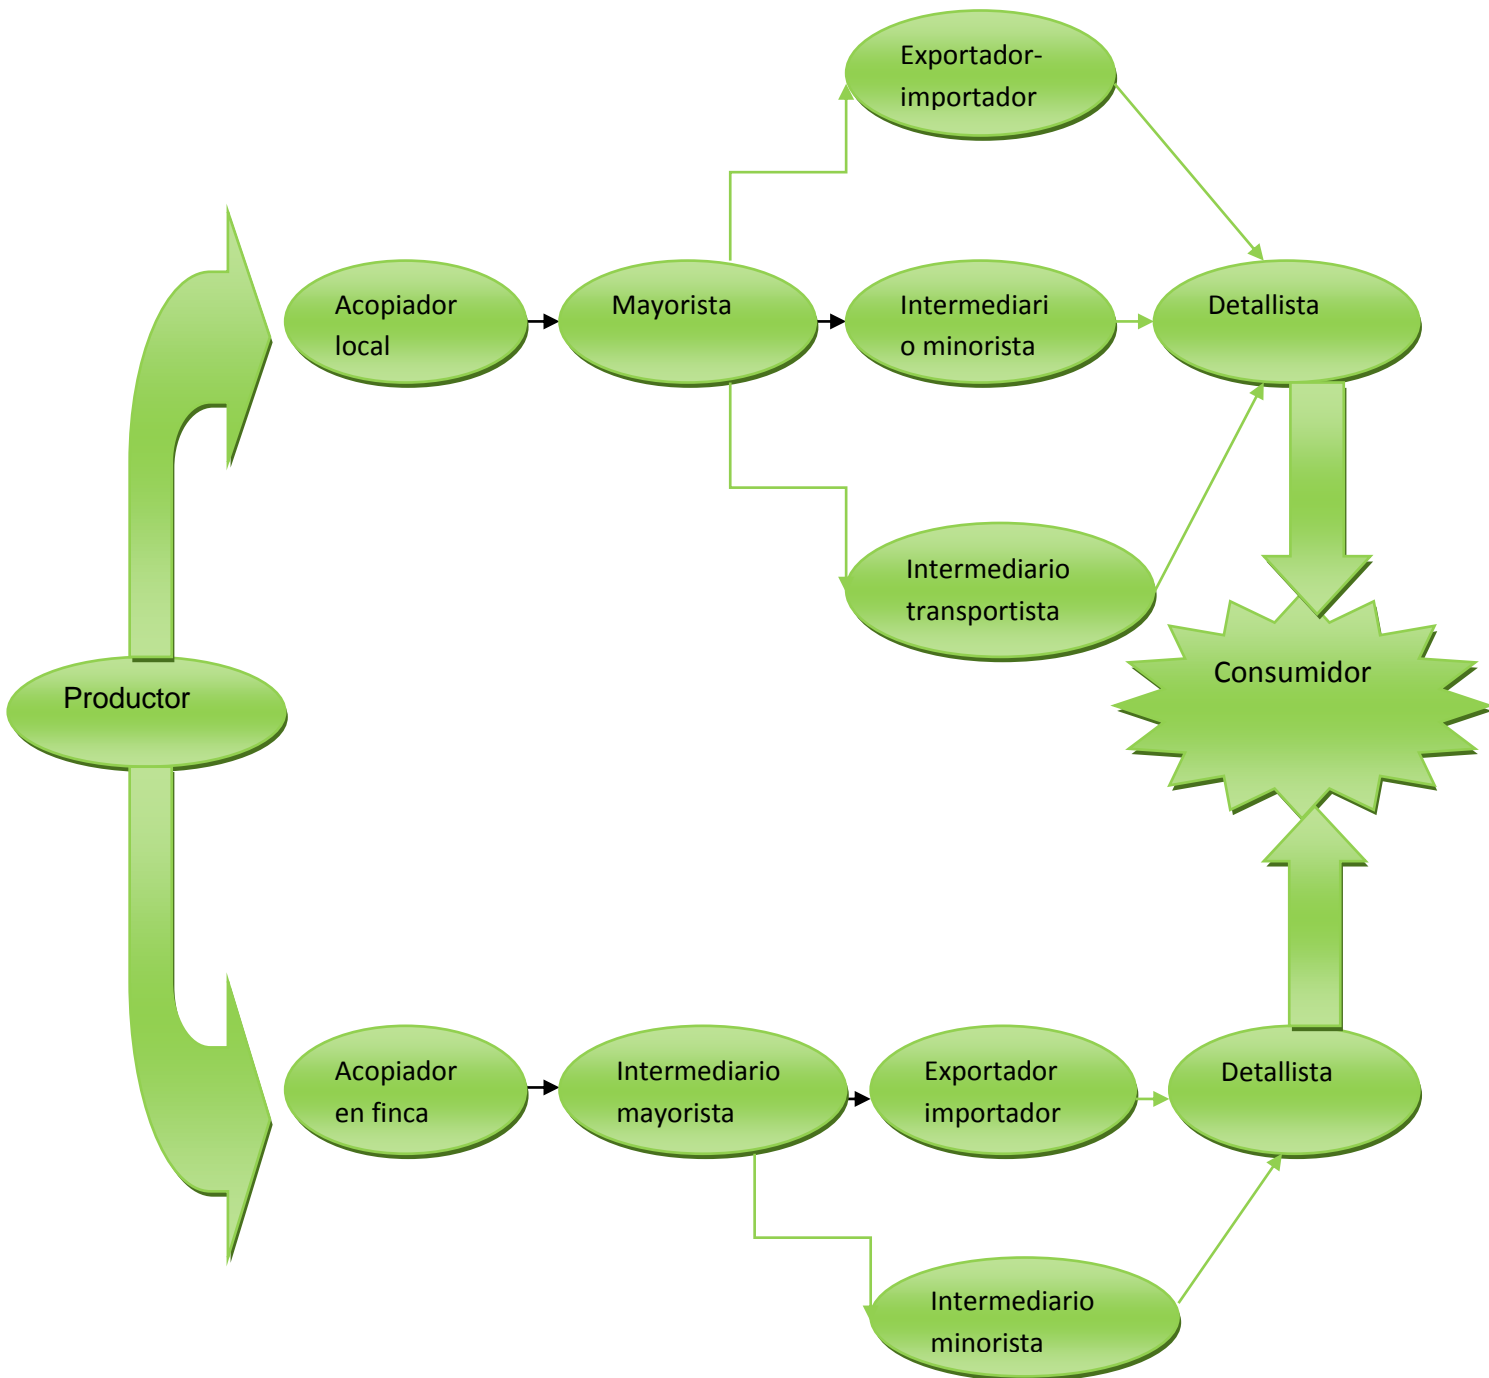 Exportador-
importador
Acopiador
local
Mayorista
Intermediari
o minorista
Detallista
Intermediario
transportista
Productor
Consumidor
Acopiador
en finca
Intermediario
mayorista
Exportador
importador
Detallista
Intermediario
minorista